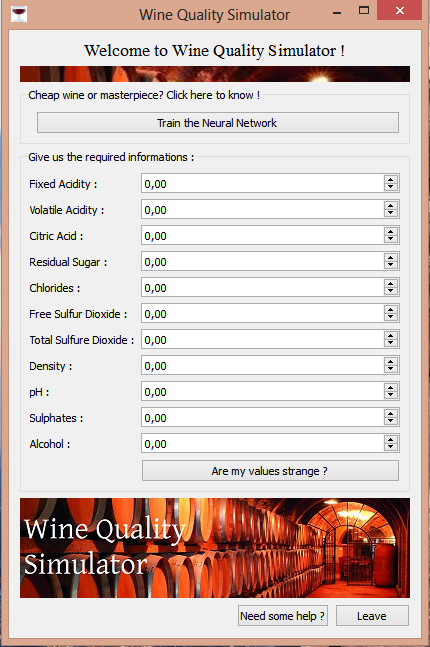 Wine Quality Simulator
Welcome to Wine Quality Simulator !
Cheap wine or masterpiece? Click here to know !
Train the Neural Network
Give us the required informations :
Fixed Acidity : 0,00
Volatile Acidity : 0,00
Citric Acid : 0,00
Residual Sugar : 0,00
Chlorides : 0,00
Free Sulfur Dioxide : 0,00
Total Sulfure Dioxide : 0,00
Density : 0,00
pH : 0,00
Sulphates : 0,00
Alcohol : 0,00
Are my values strange ?
Wine Quality
Simulator
Need some help ? Leave